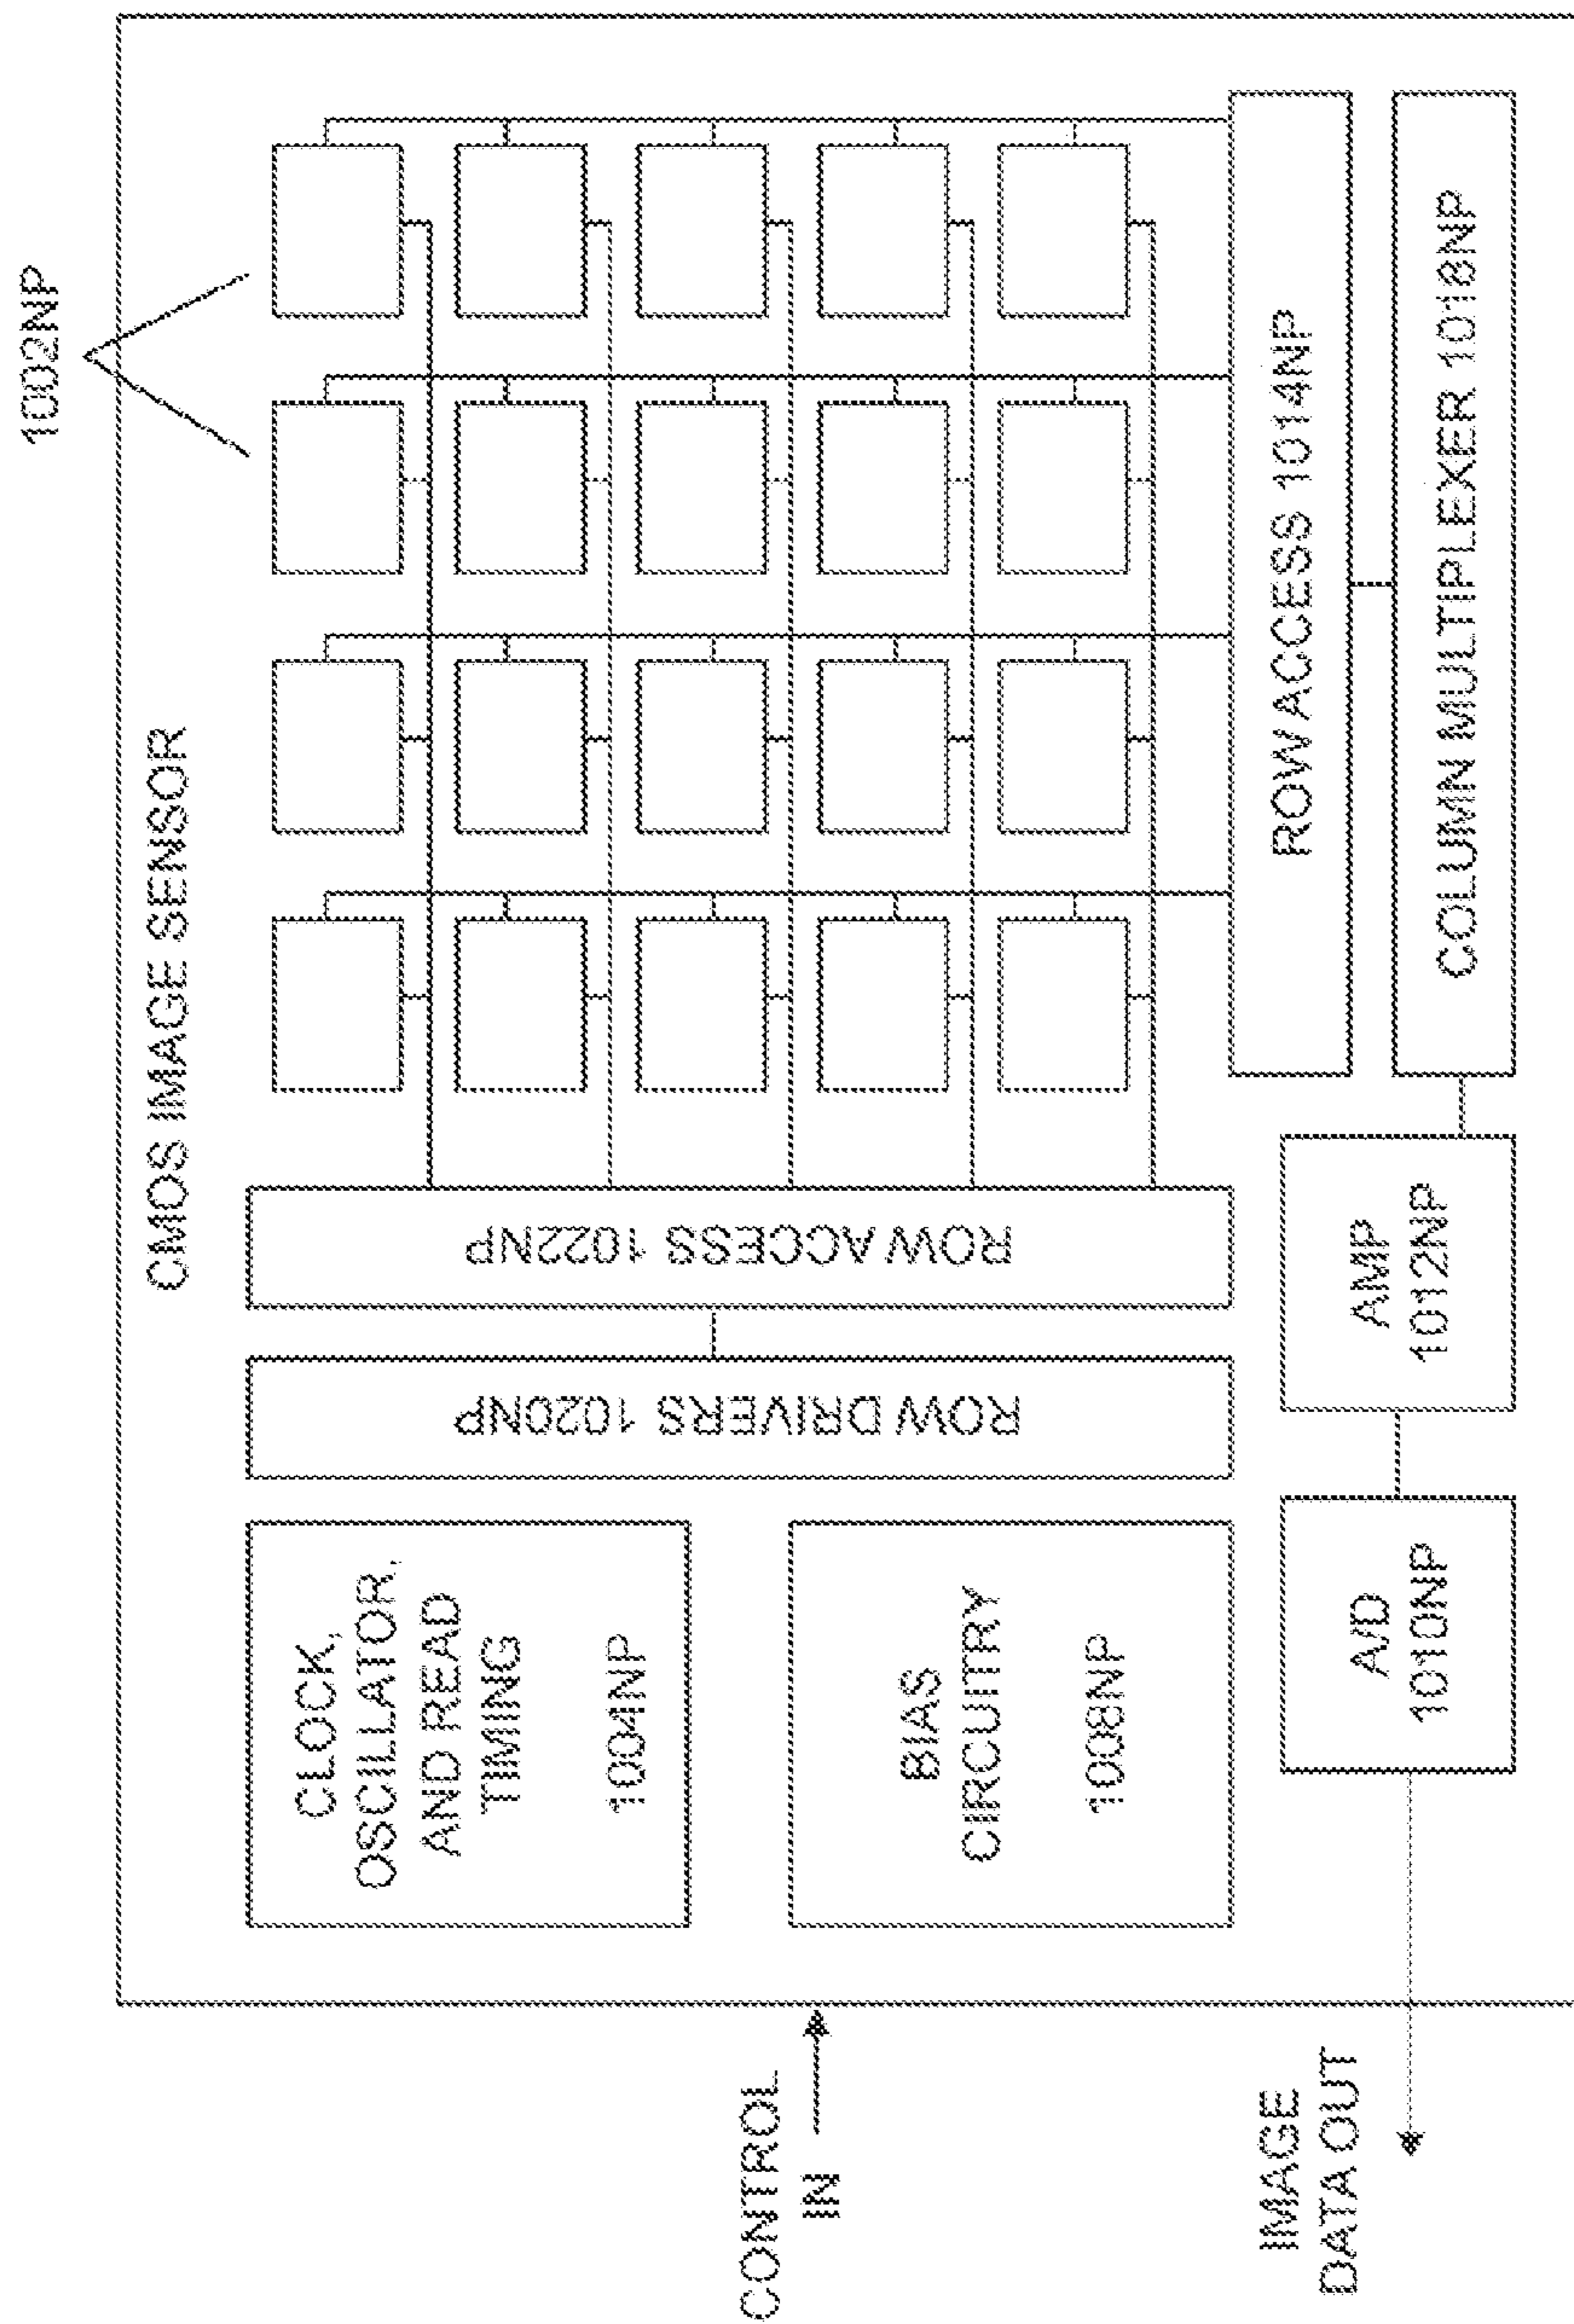 1002NP
CMOS IMAGE SENSOR
CLOCK,
OSCILLATOR,
AND READ
TIMING
1004NP
BIAS
CIRCUITRY
1008NP
ROW DRIVERS 1020NP
ROW ACCESS 1022NP
ROW ACCESS 1014NP
COLUMN MULTIPLEXER 1018NP
AMP
1012NP
A/D
1010NP
CONTROL
IN
IMAGE
DATA OUT